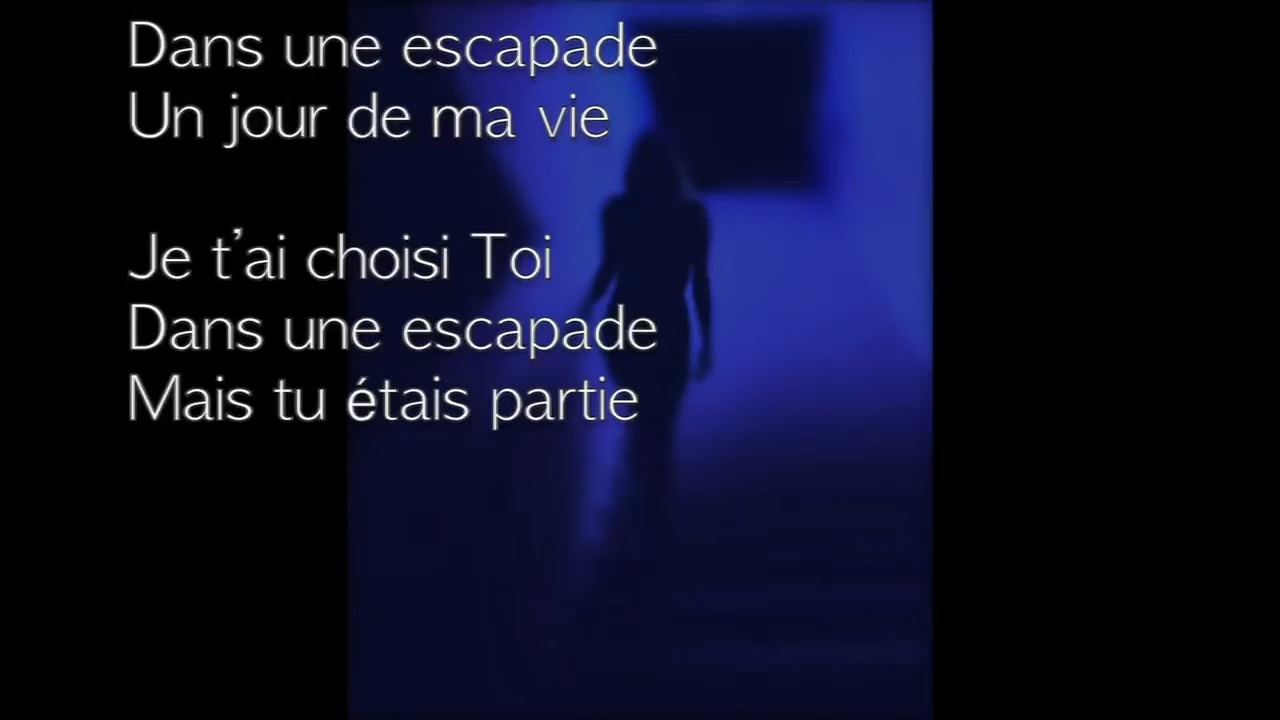 Dans une escapade
Un jour de ma vie
Je t’ai choisi Toi
Dans une escapade
Mais tu étais partie